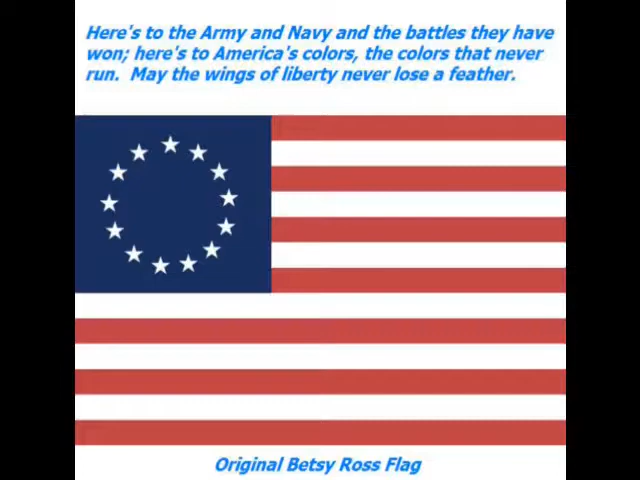 Here's to the Army and Navy and the battles they have
won; here's to America's colors, the colors that never
run.  May the wings of liberty never lose a feather.
Original Betsy Ross Flag